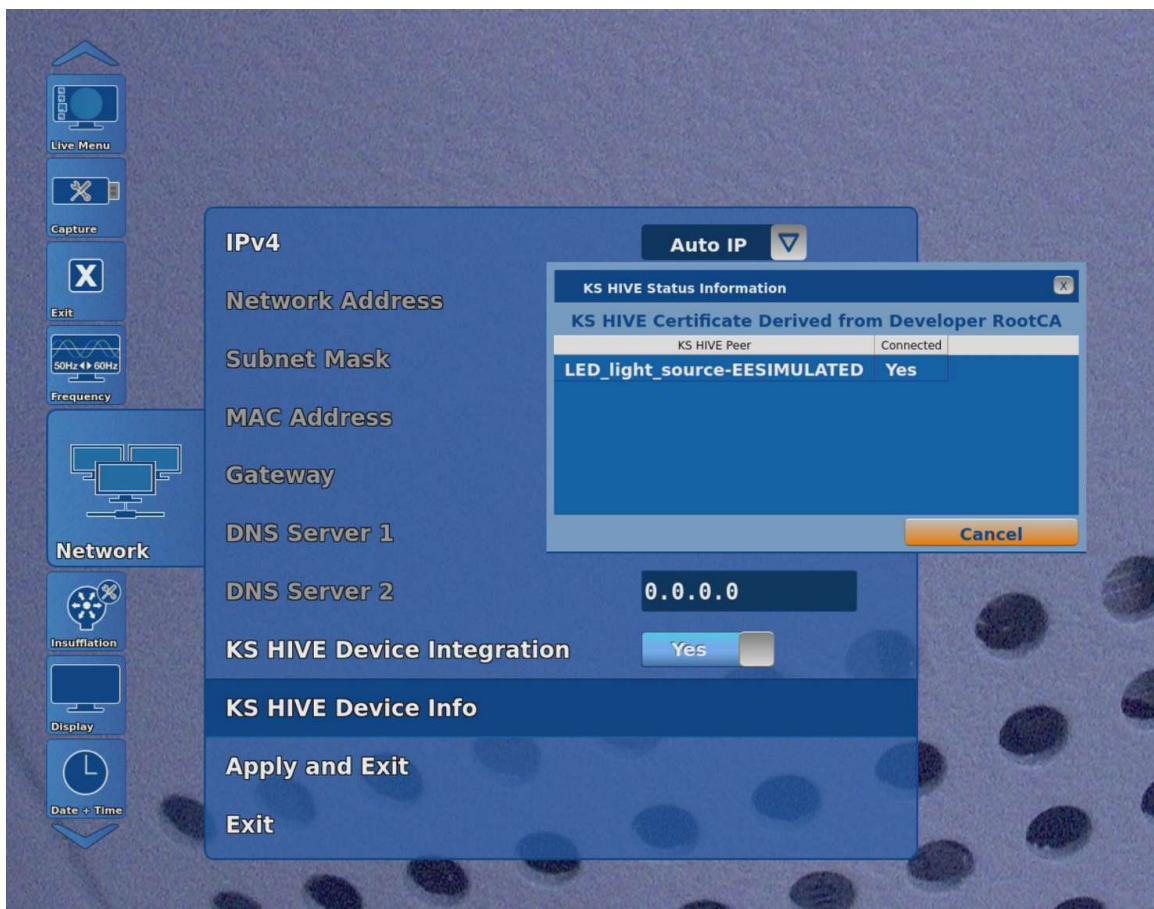 Live Menu
Capture
X
Exit
50Hz 60Hz
Frequency
Network
Insufflation
Display
Date + Time
IPv4
Auto IP
Network Address
Subnet Mask
MAC Address
Gateway
DNS Server 1
DNS Server 2
0.0.0.0
KS HIVE Device Integration
Yes
KS HIVE Device Info
Apply and Exit
Exit
KS HIVE Status Information
X
KS HIVE Certificate Derived from Developer RootCA
KS HIVE Peer Connected
LED_light_source-EESIMULATED Yes
Cancel